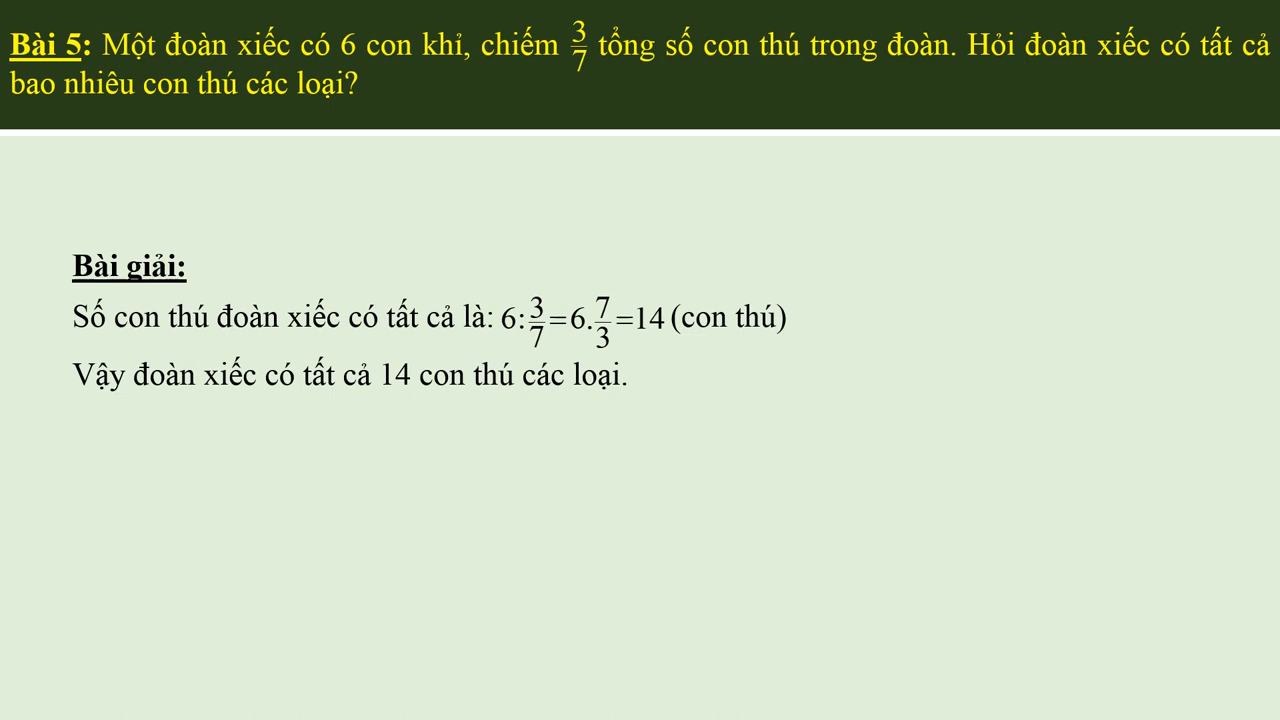 Bài 5: Một đoàn xiếc có 6 con khỉ, chiếm 3/7 tổng số con thú trong đoàn. Hỏi đoàn xiếc có tất cả
bao nhiêu con thú các loại?
Bài giải:
Số con thú đoàn xiếc có tất cả là: 6:3/7=6.7/3=14 (con thú)
Vậy đoàn xiếc có tất cả 14 con thú các loại.